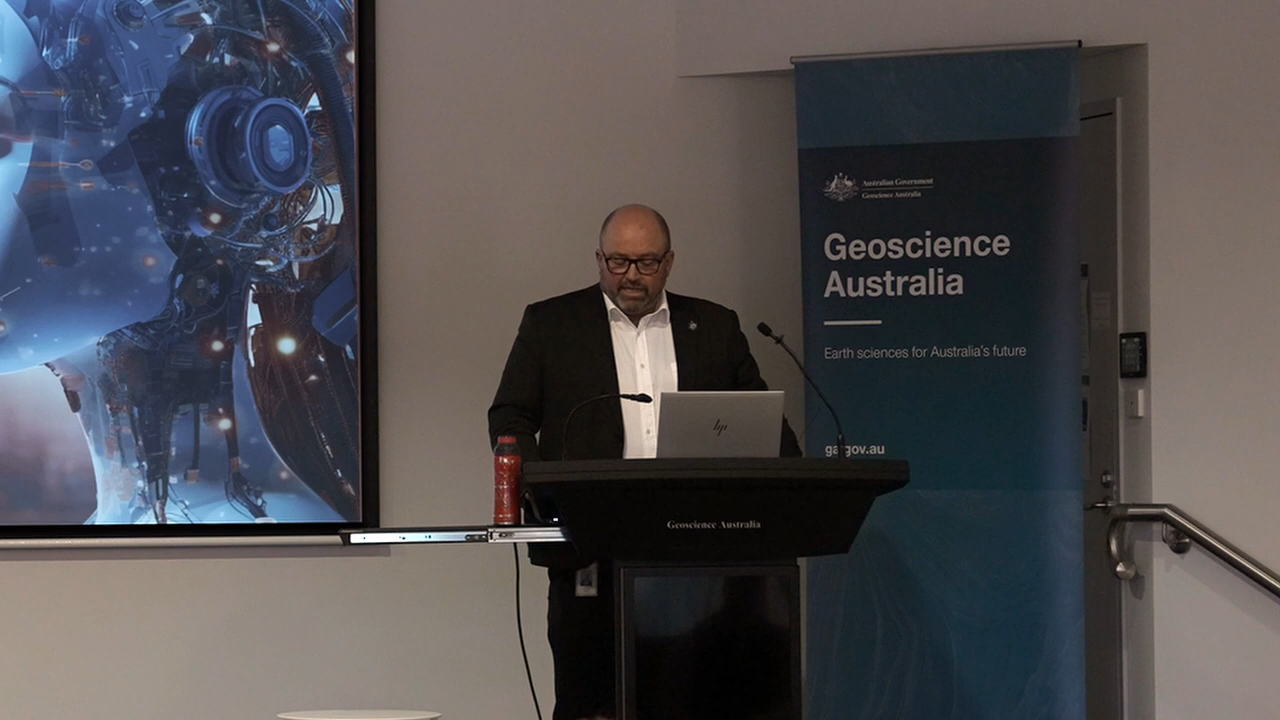 Australian Government
Geoscience Australia
Geoscience
Australia
Earth sciences for Australia's future
ga.gov.au
hp
Geoscience Australia